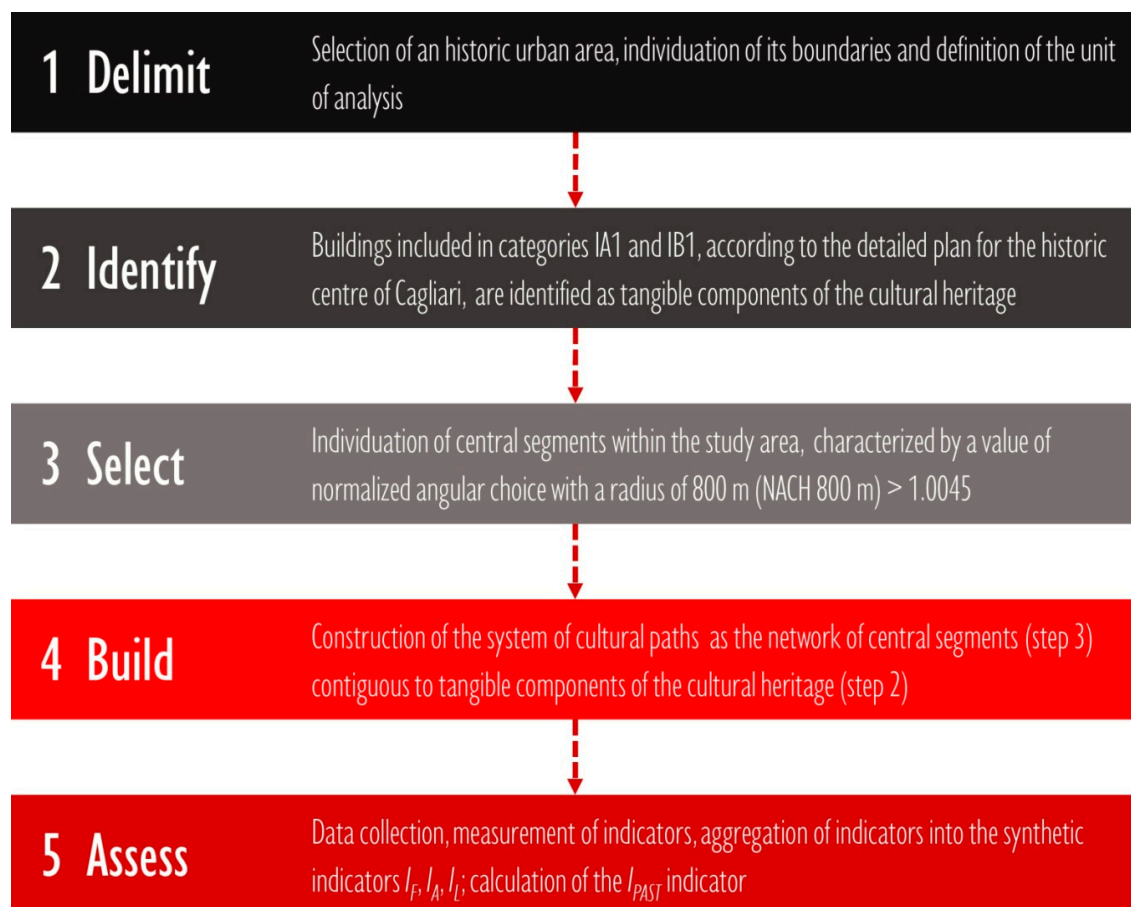 1 Delimit
Selection of an historic urban area, individuation of its boundaries and definition of the unit
of analysis
2 Identify
Buildings included in categories IA1 and IB1, according to the detailed plan for the historic
centre of Cagliari, are identified as tangible components of the cultural heritage
3 Select
Individuation of central segments within the study area, characterized by a value of
normalized angular choice with a radius of 800 m (NACH 800 m) > 1.0045
4 Build
Construction of the system of cultural paths as the network of central segments (step 3)
contiguous to tangible components of the cultural heritage (step 2)
5 Assess
Data collection, measurement of indicators, aggregation of indicators into the synthetic
indicators I_F, I_A, I_L; calculation of the I_PAST indicator